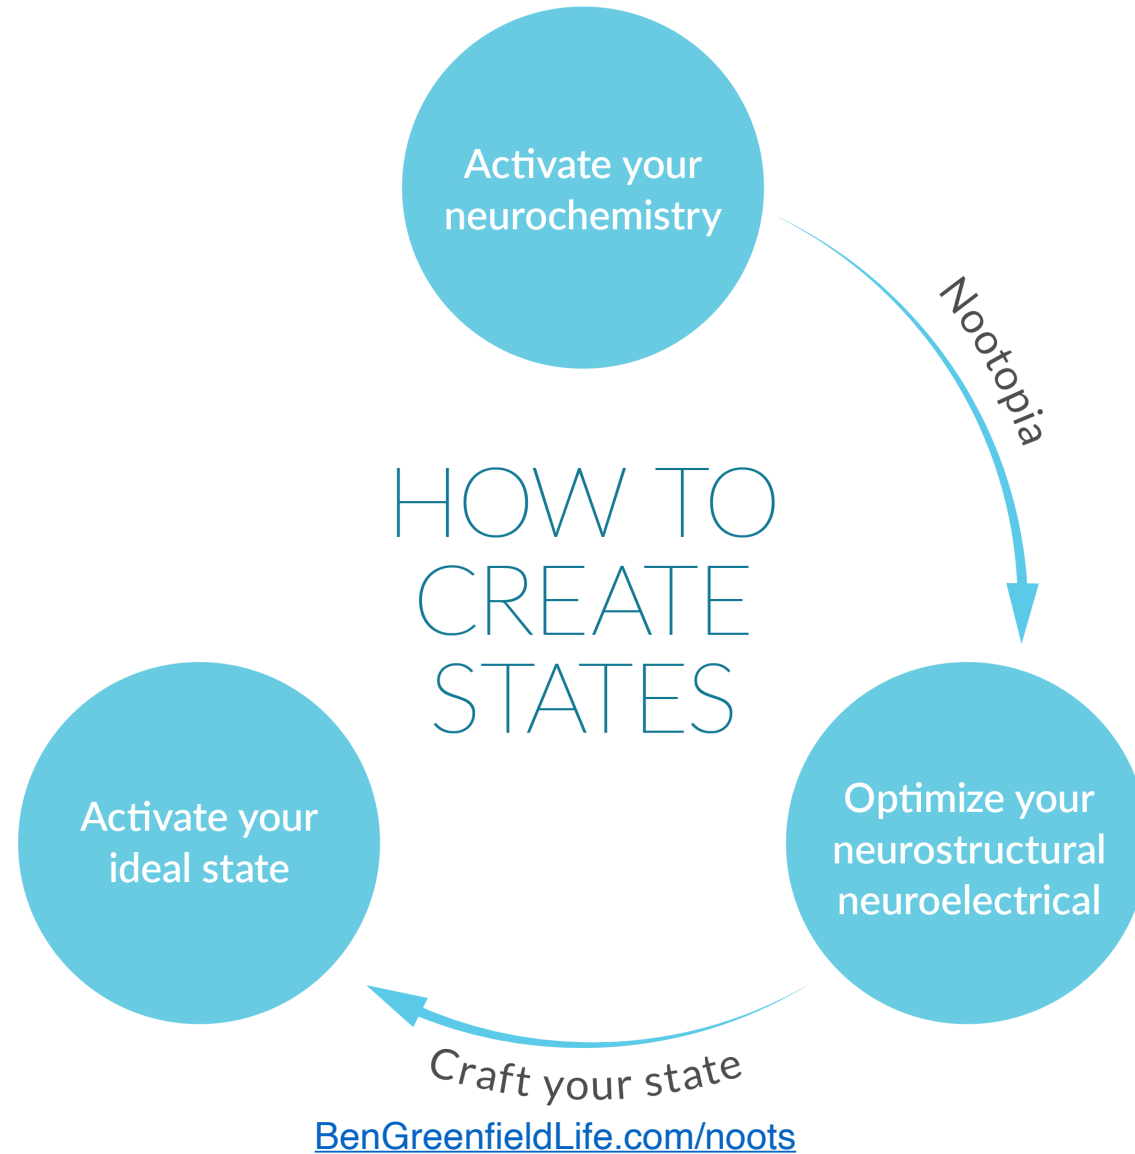 Activate your
neurochemistry
Nootopia
HOW TO
CREATE
STATES
Optimize your
neurostructural
neuroelectrical
Activate your
ideal state
Craft your state
BenGreenfieldLife.com/noots